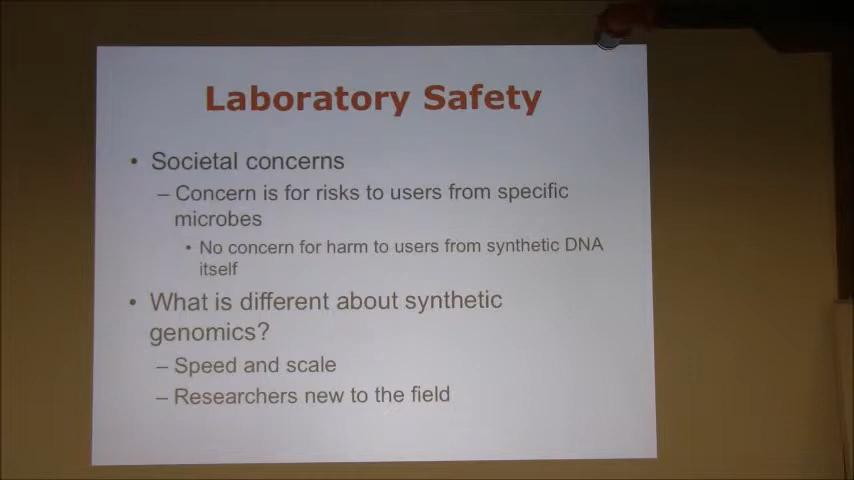 Laboratory Safety
• Societal concerns
– Concern is for risks to users from specific
microbes
• No concern for harm to users from synthetic DNA
itself
• What is different about synthetic
genomics?
– Speed and scale
– Researchers new to the field